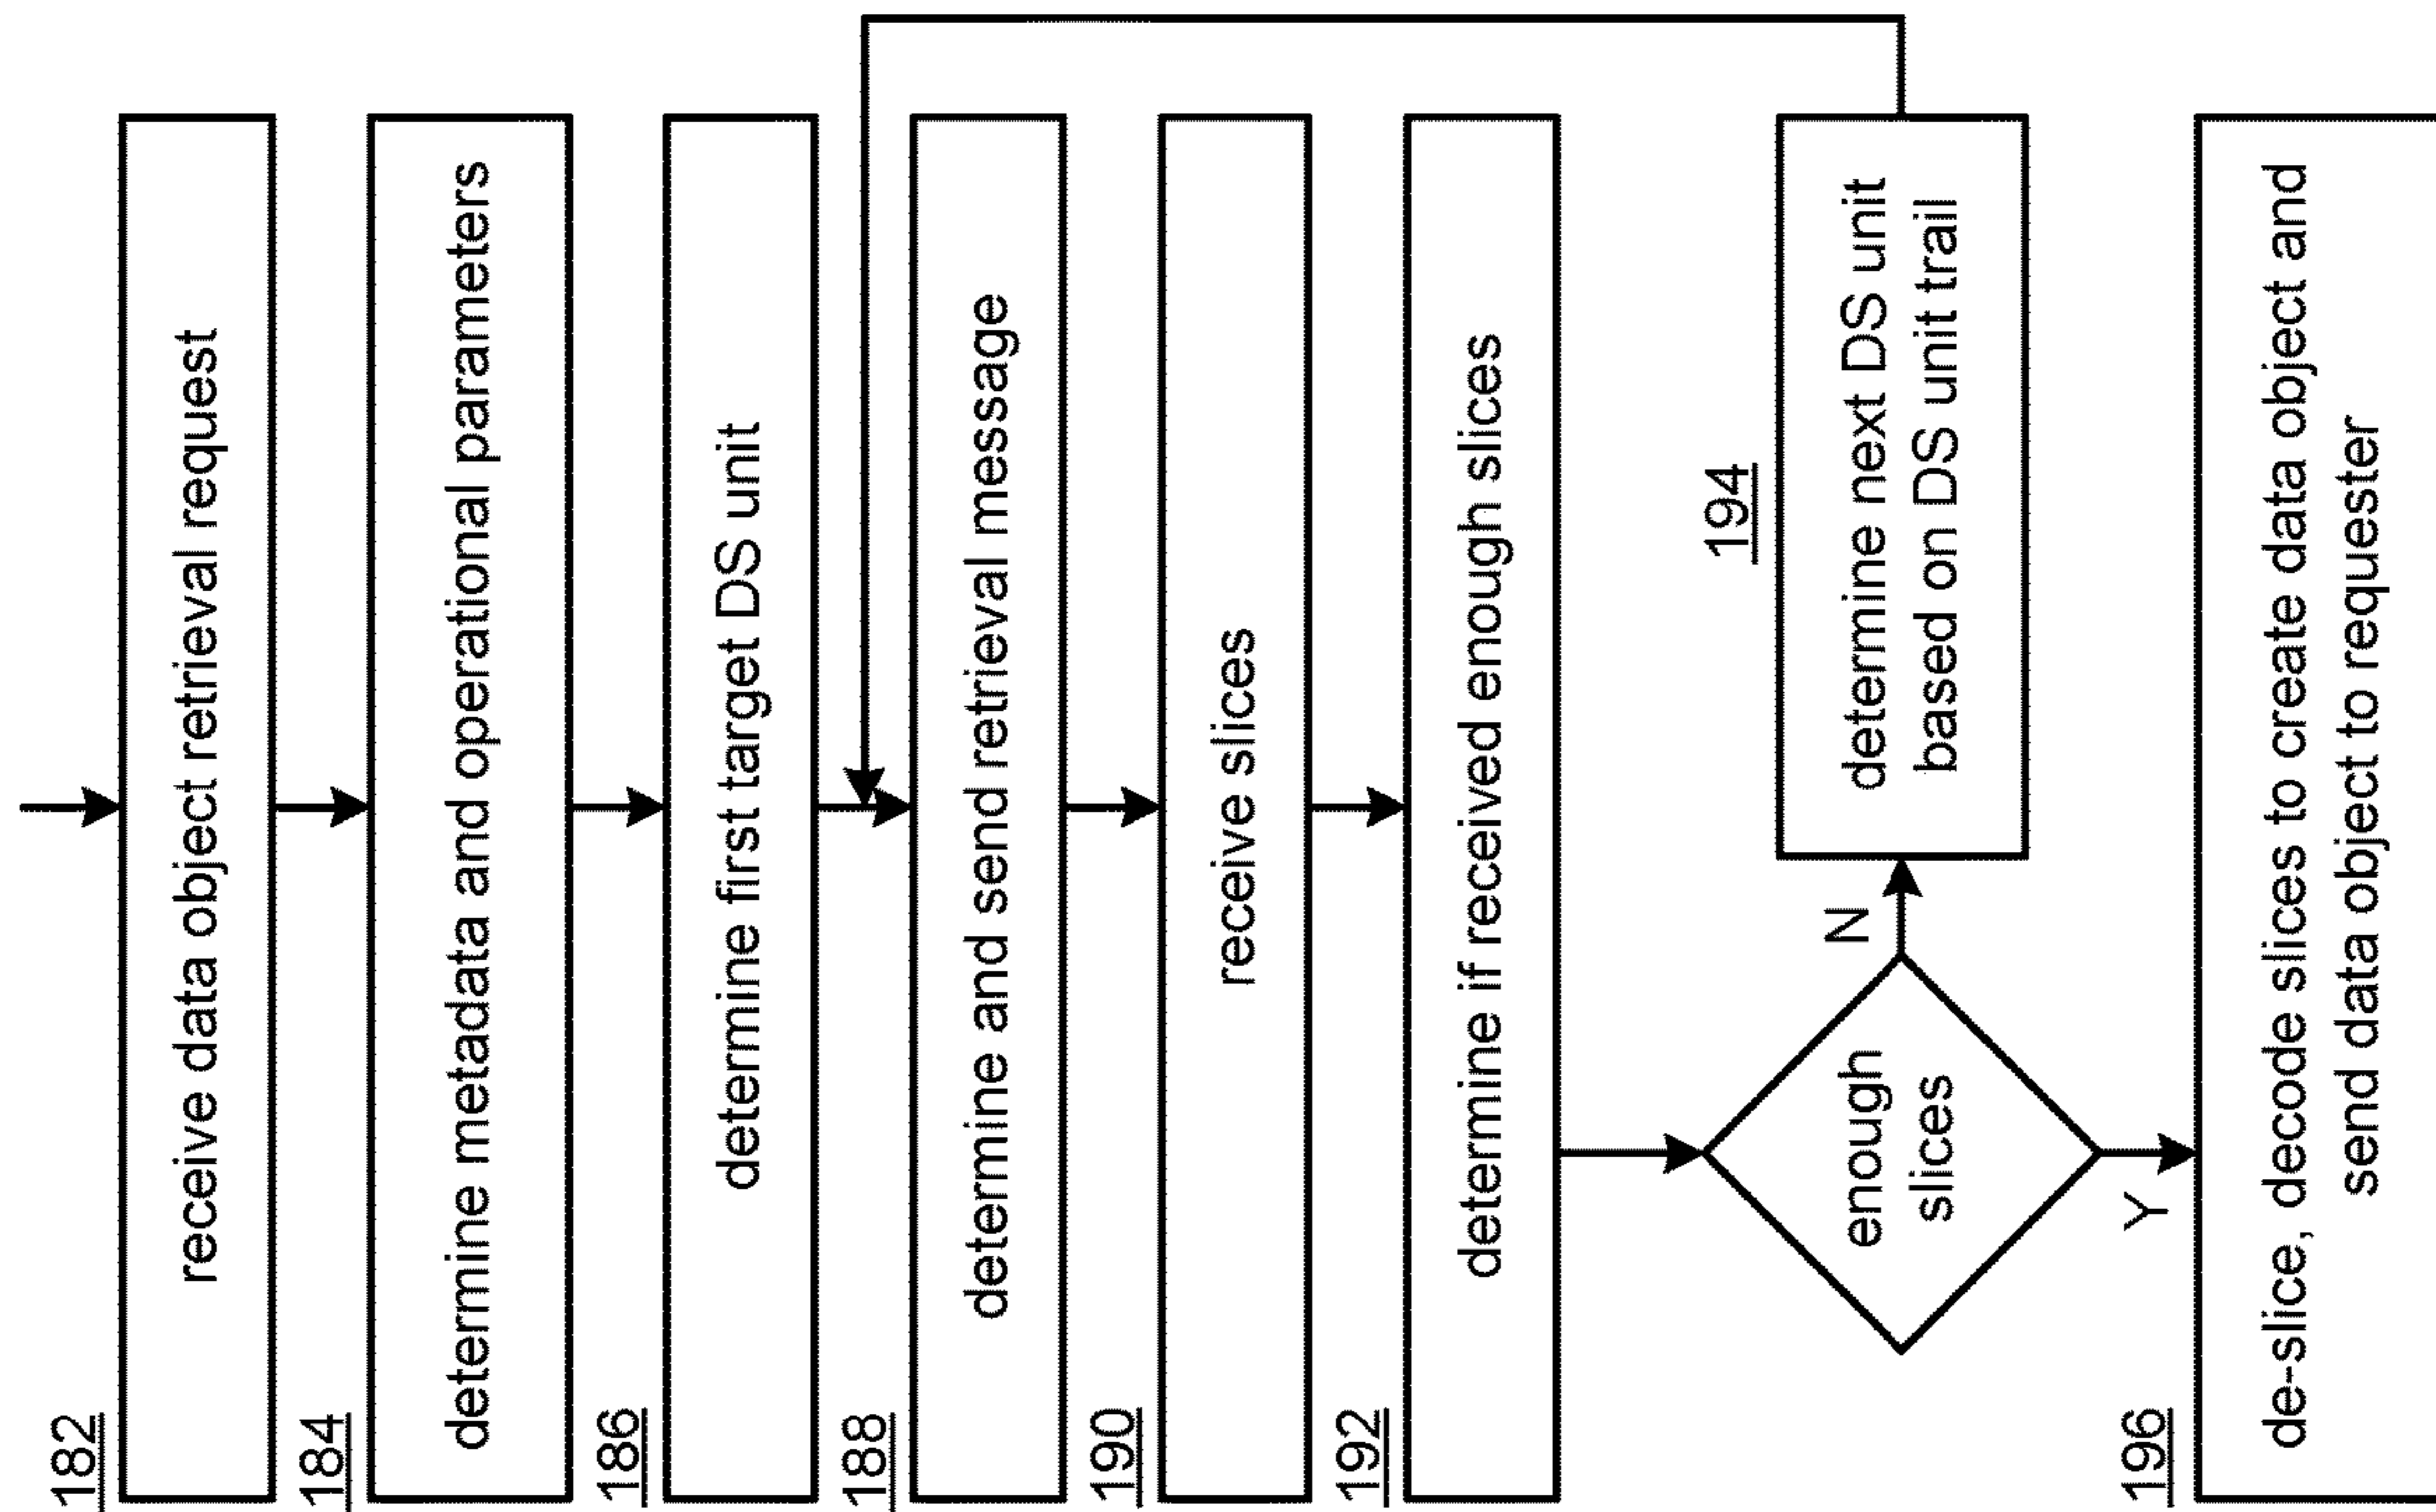 182
receive data object retrieval request
184
determine metadata and operational parameters
186
determine first target DS unit
188
determine and send retrieval message
190
receive slices
192
determine if received enough slices
enough
slices
N
194
determine next DS unit
based on DS unit trail
Y
196
de-slice, decode slices to create data object and
send data object to requester